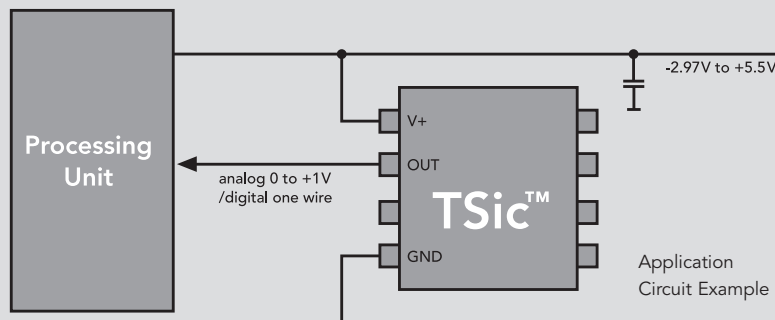 -2.97V to +5.5V
V+
Processing
Unit
OUT
analog 0 to +1V
/digital one wire
TSic™
GND
Application
Circuit Example